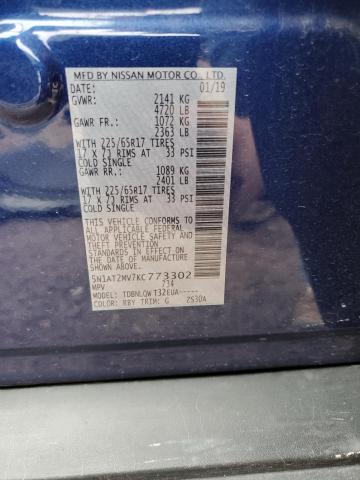 MFD BY NISSAN MOTOR CO., LTD.
DATE: 01/19
GVWR: 2141 KG
4720 LB
GAWR FR.: 1072 KG
2363 LB
WITH 225/65R17 TIRES
17 X 7J RIMS AT 33 PSI
COLD SINGLE
GAWR RR.: 1089 KG
2401 LB
WITH 225/65R17 TIRES
17 X 7J RIMS AT 33 PSI
COLD SINGLE
THIS VEHICLE CONFORMS TO
ALL APPLICABLE FEDERAL
MOTOR VEHICLE SAFETY,
BUMPER, AND THEFT PREVENTION
STANDARDS IN EFFECT ON THE
DATE OF MANUFACTURE SHOWN ABOVE.
5N1AT2MV7KC773302
MPV 734
MODEL: TDBNLQWT32EUA-----
COLOR: RBY TRIM: G ZS30A